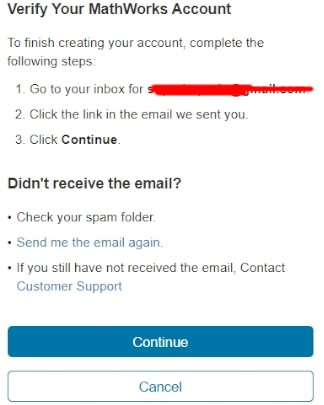 Verify Your MathWorks Account
To finish creating your account, complete the
following steps:
1. Go to your inbox for
2. Click the link in the email we sent you.
3. Click Continue.
Didn't receive the email?
• Check your spam folder.
• Send me the email again.
• If you still have not received the email, Contact
Customer Support
Continue
Cancel